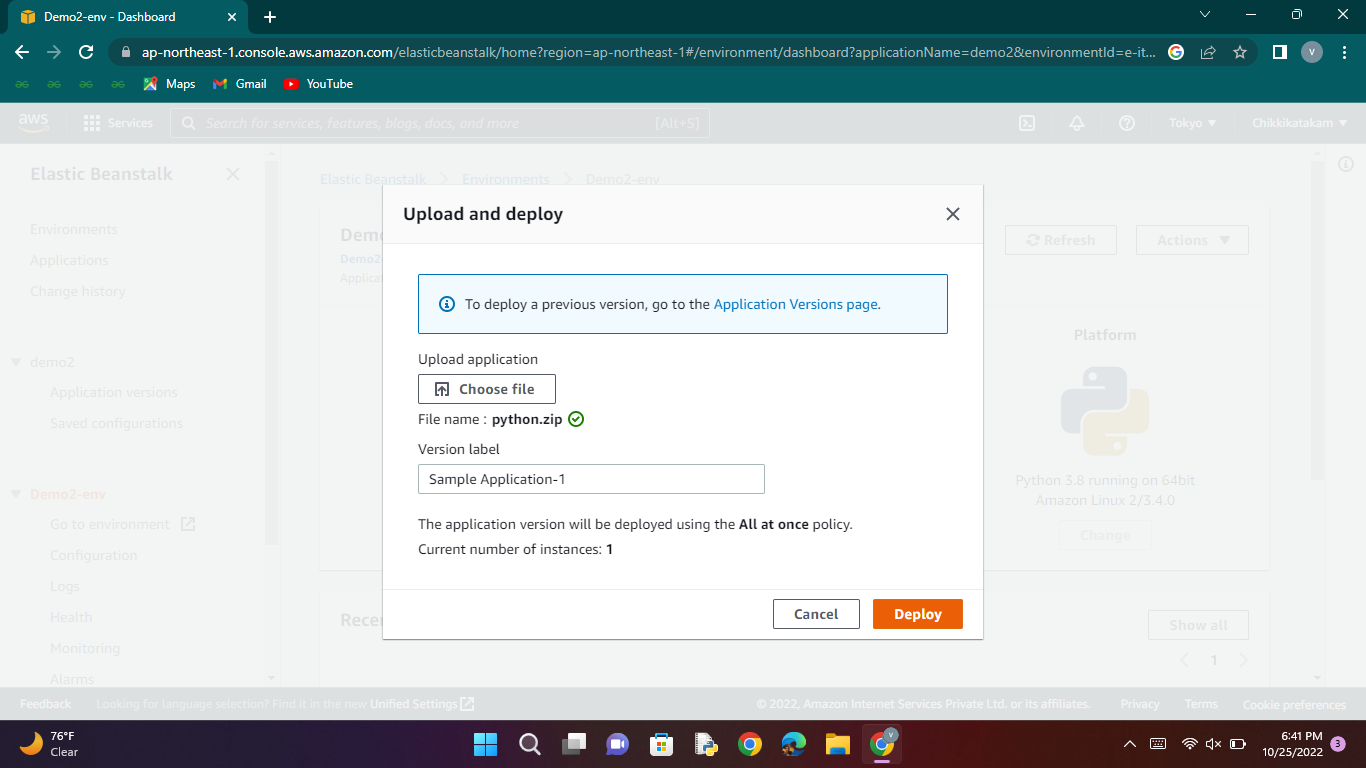 Demo2-env - Dashboard
ap-northeast-1.console.aws.amazon.com/elasticbeanstalk/home?region=ap-northeast-1#/environment/dashboard?applicationName=demo2&environmentId=e-it...
V
Maps
Gmail
YouTube
aws
Services
Search for services, features, blogs, docs, and more
[Alt+S]
Tokyo
Chikkikatakam
Elastic Beanstalk
Environments
Applications
Change history
demo2
Application versions
Saved configurations
Demo2-env
Go to environment
Configuration
Logs
Health
Monitoring
Alarms
Elastic Beanstalk
Environments
Demo2-env
Refresh
Actions
Platform
Python 3.8 running on 64bit
Amazon Linux 2/3.4.0
Change
Show all
1
Upload and deploy
To deploy a previous version, go to the Application Versions page.
Upload application
Choose file
File name : python.zip
Version label
Sample Application-1
The application version will be deployed using the All at once policy.
Current number of instances: 1
Cancel
Deploy
Feedback
Looking for language selection? Find it in the new Unified Settings
© 2022, Amazon Internet Services Private Ltd. or its affiliates.
Privacy
Terms
Cookie preferences
76°F
Clear
6:41 PM
10/25/2022
3